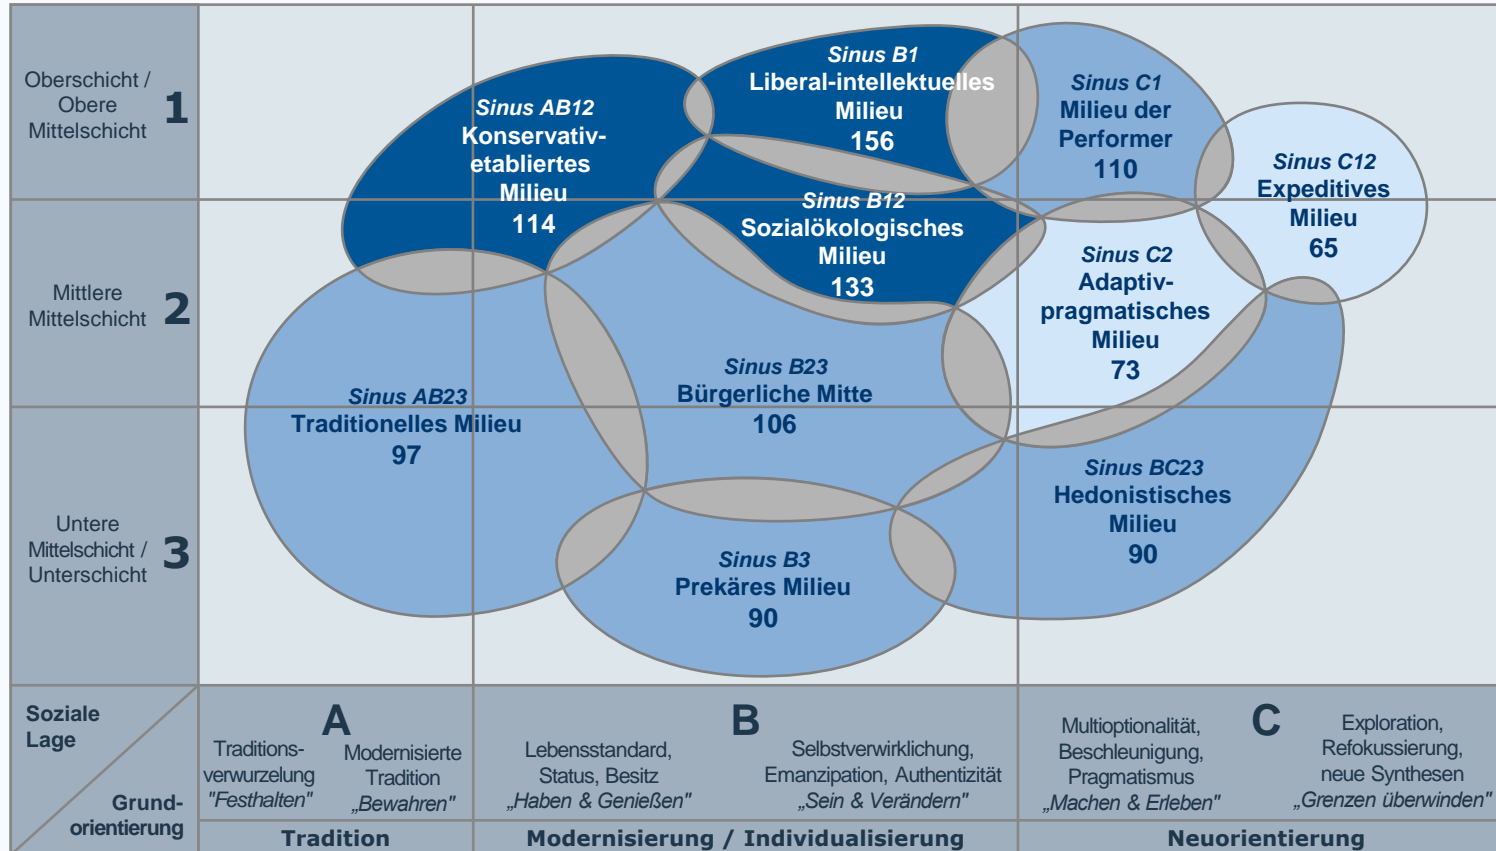 Oberschicht /
Obere
Mittelschicht
1
Mittlere
Mittelschicht
2
Untere
Mittelschicht /
Unterschicht
3
Sinus AB12
Konservativ-
etabliertes
Milieu
114
Sinus B1
Liberal-intellektuelles
Milieu
156
Sinus C1
Milieu der
Performer
110
Sinus C12
Expeditives
Milieu
65
Sinus B12
Sozialökologisches
Milieu
133
Sinus C2
Adaptiv-
pragmatisches
Milieu
73
Sinus AB23
Traditionelles Milieu
97
Sinus B23
Bürgerliche Mitte
106
Sinus BC23
Hedonistisches
Milieu
90
Sinus B3
Prekäres Milieu
90
Soziale
Lage
Grund-
orientierung
A
Traditions-
verwurzelung
"Festhalten"
Modernisierte
Tradition
„Bewahren"
Tradition
B
Lebensstandard,
Status, Besitz
„Haben & Genießen"
Selbstverwirklichung,
Emanzipation, Authentizität
„Sein & Verändern"
Modernisierung / Individualisierung
C
Multioptionalität,
Beschleunigung,
Pragmatismus
„Machen & Erleben"
Exploration,
Refokussierung,
neue Synthesen
„Grenzen überwinden"
Neuorientierung